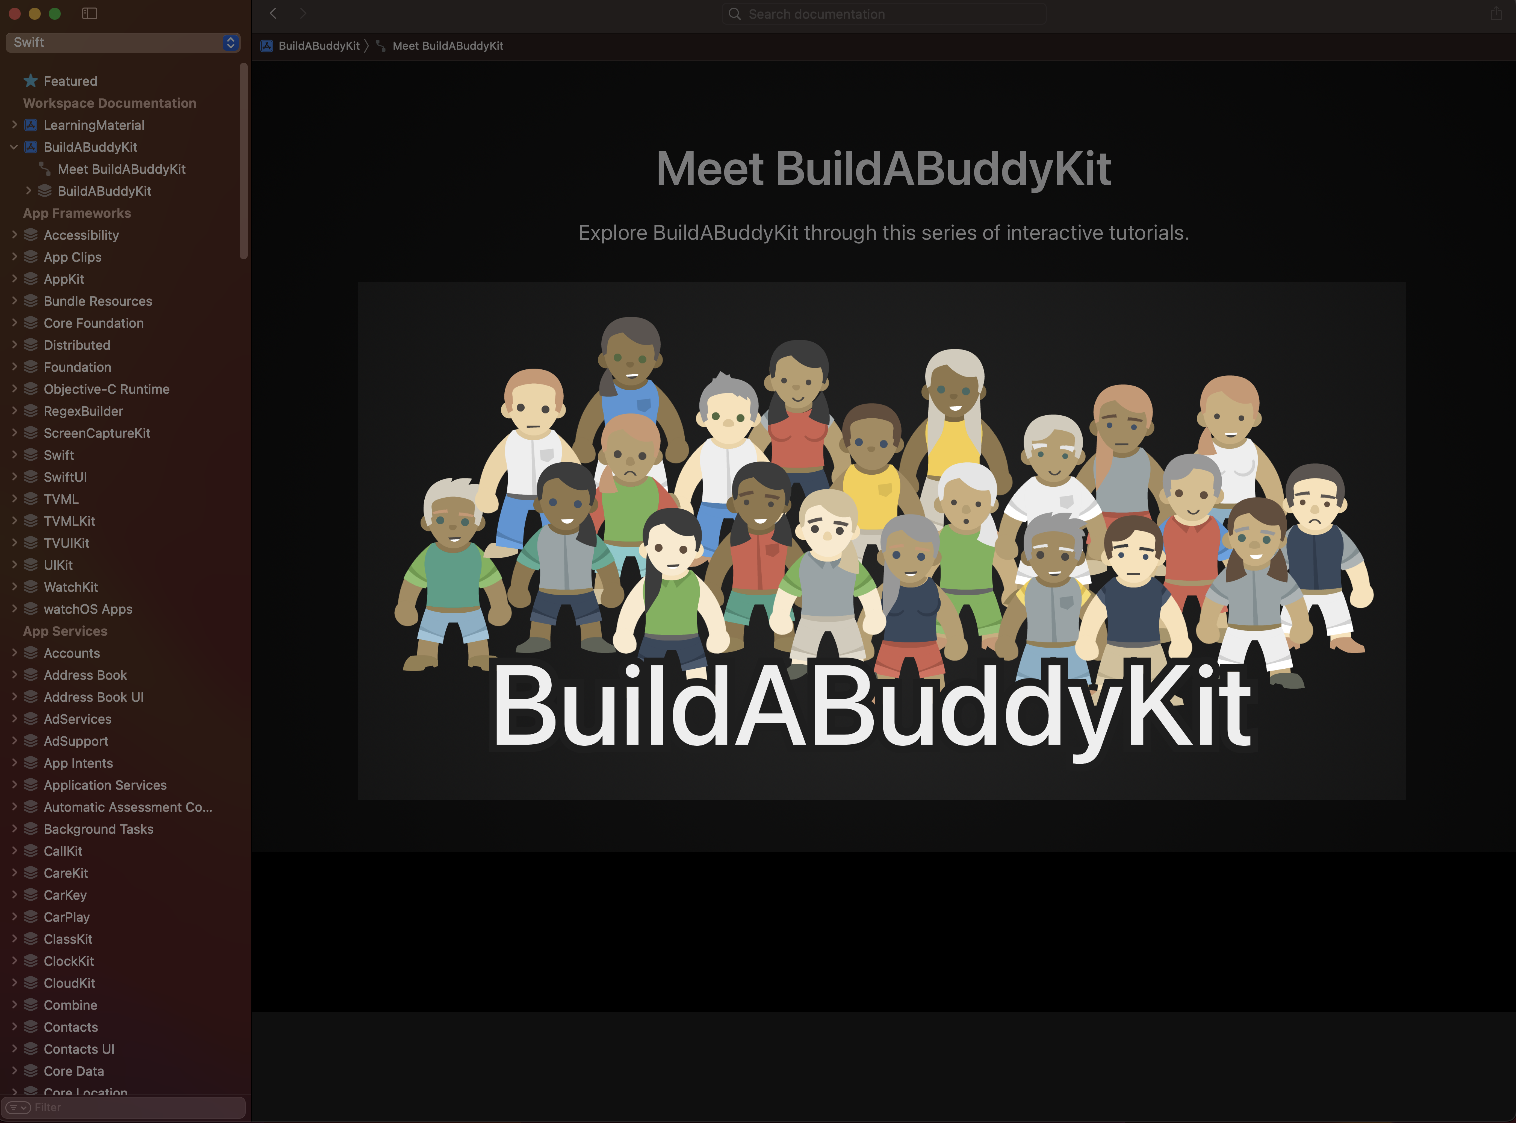 Search documentation
Swift
BuildABuddyKit
Meet BuildABuddyKit
Featured
Workspace Documentation
LearningMaterial
BuildABuddyKit
Meet BuildABuddyKit
BuildABuddyKit
App Frameworks
Accessibility
App Clips
AppKit
Bundle Resources
Core Foundation
Distributed
Foundation
Objective-C Runtime
RegexBuilder
ScreenCaptureKit
Swift
SwiftUI
TVML
TVMLKit
TVUIKit
UIKit
WatchKit
watchOS Apps
App Services
Accounts
Address Book
Address Book UI
AdServices
AdSupport
App Intents
Application Services
Automatic Assessment Co...
Background Tasks
CallKit
CareKit
CarKey
CarPlay
ClassKit
ClockKit
CloudKit
Combine
Contacts
Contacts UI
Core Data
Core Location
Filter
Meet BuildABuddyKit
Explore BuildABuddyKit through this series of interactive tutorials.
BuildABuddyKit